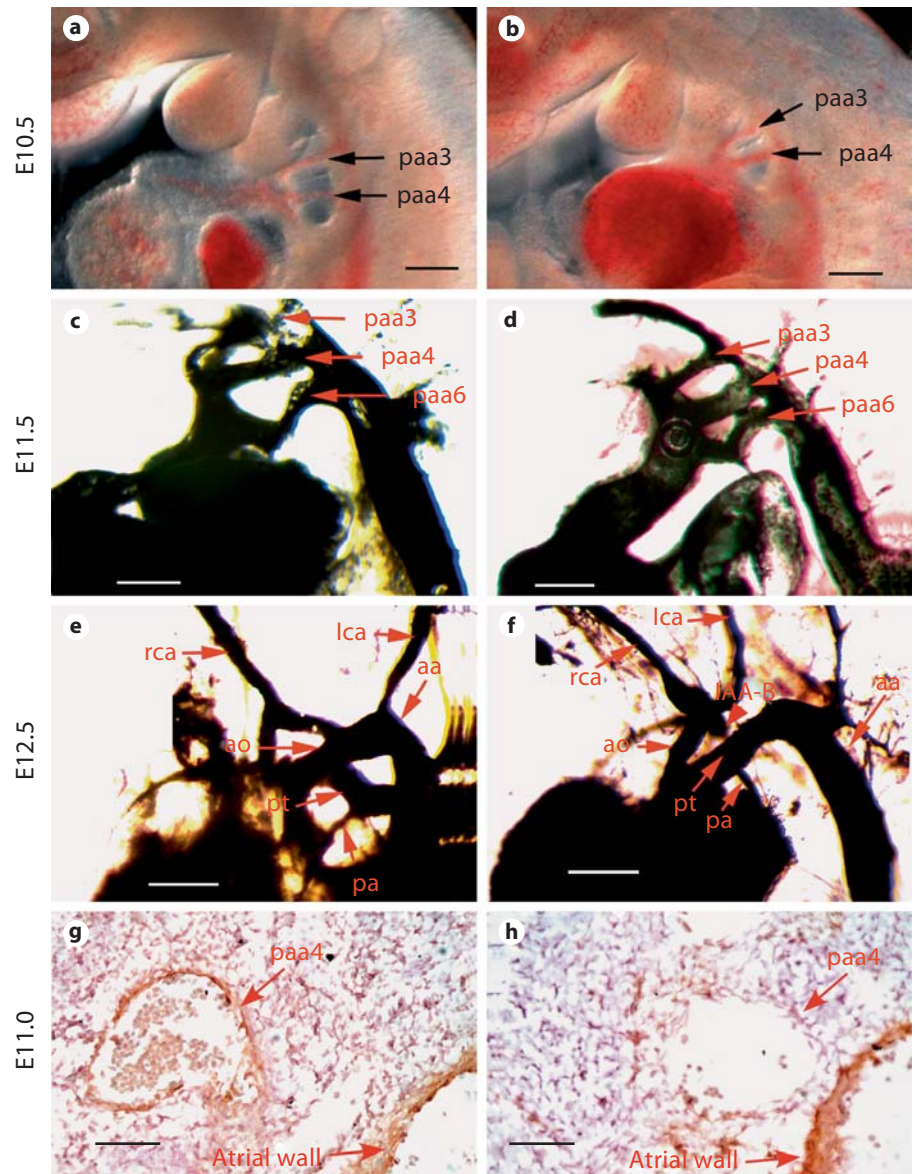 a
b
E10.5
paa3
paa4
paa3
paa4
c
d
E11.5
paa3
paa4
paa6
paa3
paa4
paa6
e
f
E12.5
rca
lca
aa
ao
pt
pa
lca
rca
IAA-B
aa
ao
pt
pa
g
h
E11.0
paa4
Atrial wall
paa4
Atrial wall